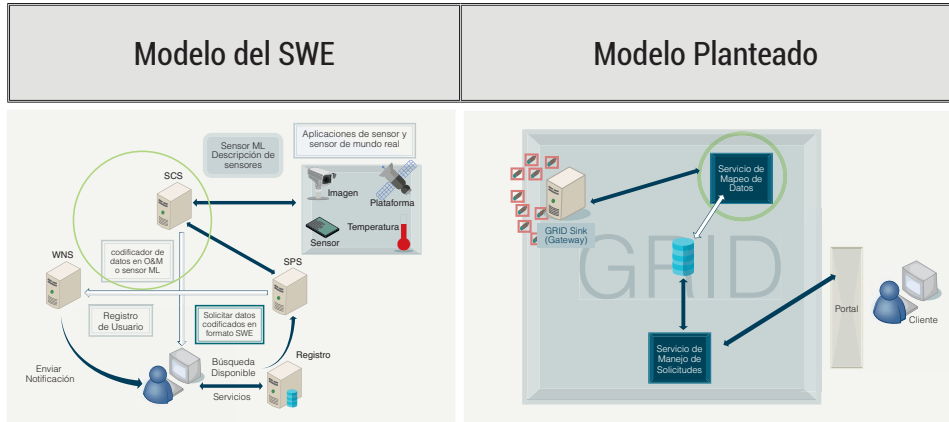 Modelo del SWE
Modelo Planteado
Sensor ML
Descripción de
sensores
Aplicaciones de sensor y
sensor de mundo real
SCS
Imagen
Plataforma
Temperatura
Sensor
codificador de
datos en O&M
o sensor ML
WNS
SPS
Registro
de Usuario
Solicitar datos
codificados en
formato SWE
Enviar
Notificación
Búsqueda
Disponible
Servicios
Registro
Servicio de
Mapeo de
Datos
GRID Sink
(Gateway)
GRID
Servicio de
Manejo de
Solicitudes
Portal
Cliente